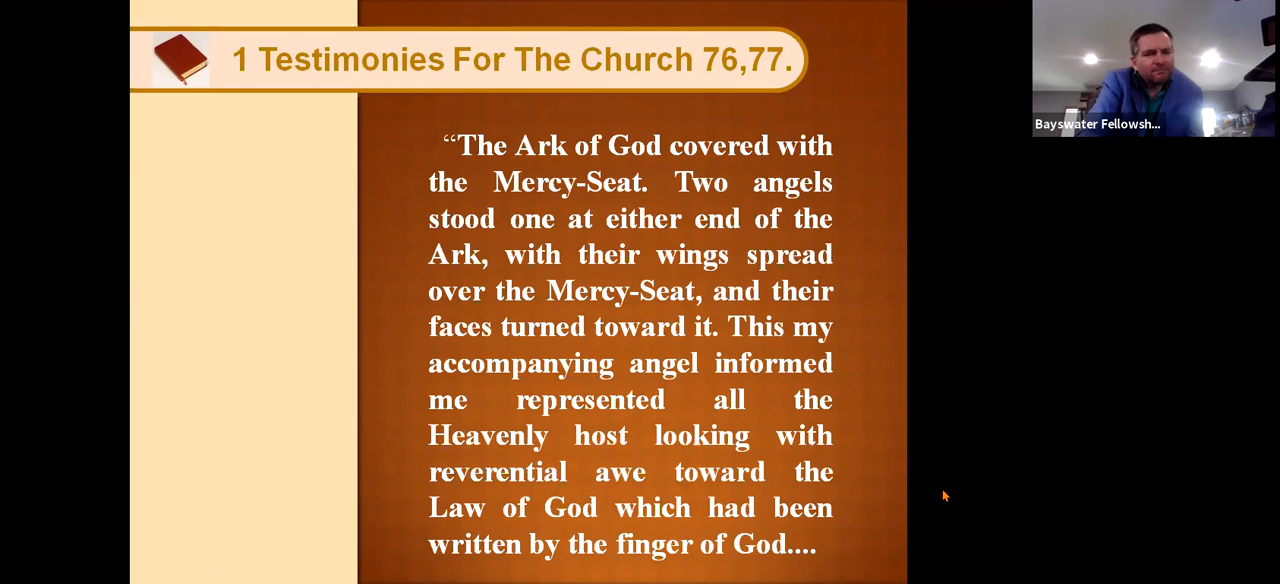 1 Testimonies For The Church 76,77.
“The Ark of God covered with
the Mercy-Seat. Two angels
stood one at either end of the
Ark, with their wings spread
over the Mercy-Seat, and their
faces turned toward it. This my
accompanying angel informed
me represented all the
Heavenly host looking with
reverential awe toward the
Law of God which had been
written by the finger of God....
Bayswater Fellowsh...